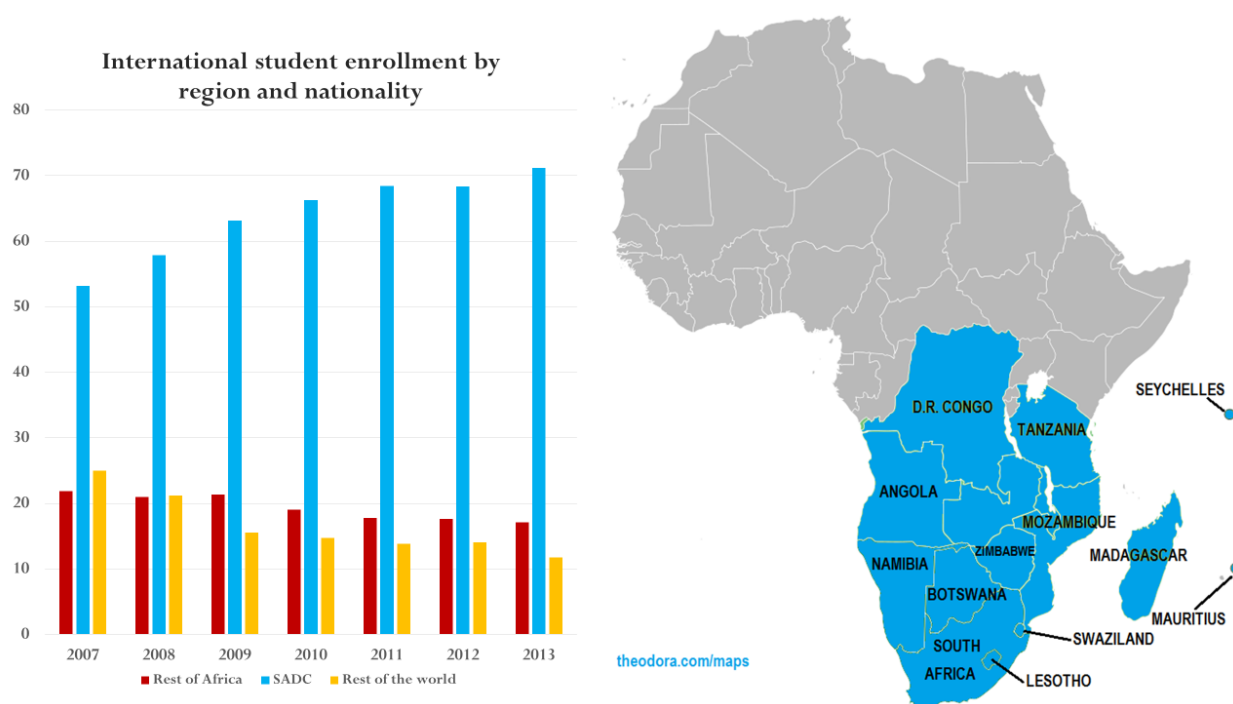 International student enrollment by
region and nationality
80
70
60
50
40
30
20
10
0
2007 2008 2009 2010 2011 2012 2013
Rest of Africa SADC Rest of the world
SEYCHELLES
D.R. CONGO
TANZANIA
ANGOLA
MOZAMBIQUE
ZIMBABWE
MADAGASCAR
NAMIBIA
BOTSWANA
MAURITIUS
SWAZILAND
SOUTH
AFRICA
LESOTHO
theodora.com/maps